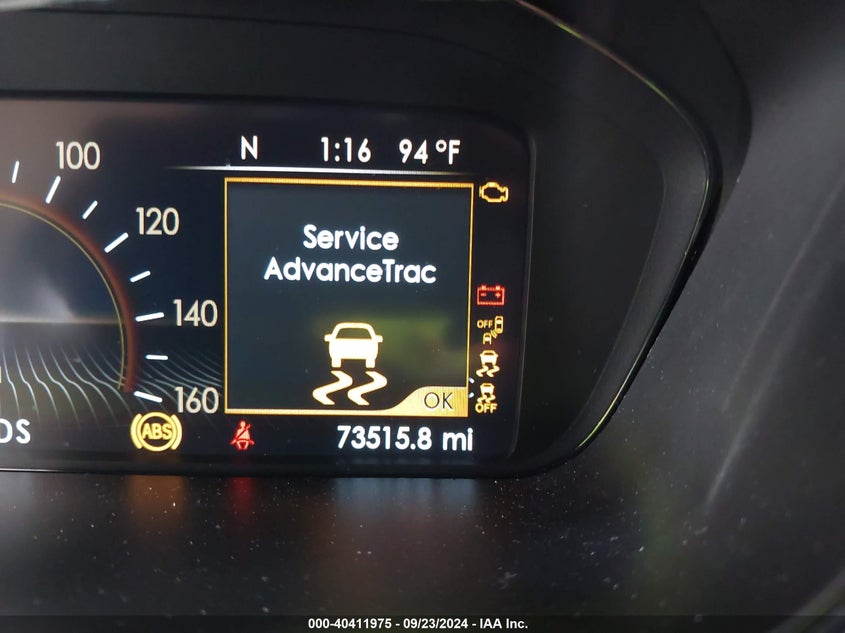 100
N 1:16 94 °F
120
Service
AdvanceTrac
140
OFF
160
OK
OFF
DS
ABS
73515.8 mi
000-40411975 - 09/23/2024 - IAA Inc.